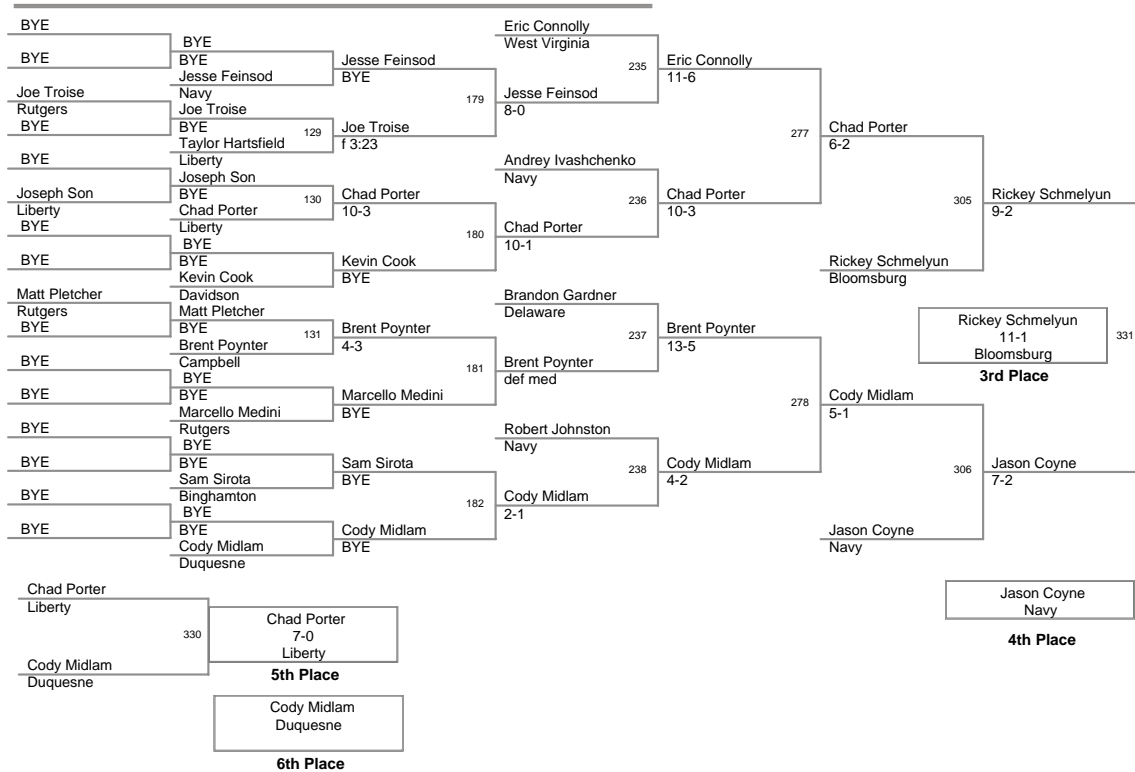 BYE
BYE
Joe Troise
Rutgers
BYE
BYE
Joseph Son
Liberty
BYE
BYE
Matt Pletcher
Rutgers
BYE
BYE
BYE
BYE
BYE
BYE
BYE
BYE
BYE
Jesse Feinsod
Navy
Joe Troise
BYE
129
Taylor Hartsfield
Liberty
Joseph Son
BYE
130
Chad Porter
Liberty
BYE
BYE
Kevin Cook
Davidson
Matt Pletcher
BYE
131
Brent Poynter
Campbell
BYE
BYE
Marcello Medini
Rutgers
BYE
BYE
Sam Sirota
Binghamton
BYE
BYE
Cody Midlam
Duquesne
Jesse Feinsod
BYE
179
Joe Troise
f 3:23
Chad Porter
10-3
180
Kevin Cook
BYE
Brent Poynter
4-3
181
Marcello Medini
BYE
Sam Sirota
BYE
182
Cody Midlam
BYE
Eric Connolly
West Virginia
235
Jesse Feinsod
8-0
Andrey Ivashchenko
Navy
236
Chad Porter
10-1
Brandon Gardner
Delaware
237
Brent Poynter
def med
Robert Johnston
Navy
238
Cody Midlam
2-1
Eric Connolly
11-6
277
Chad Porter
10-3
Brent Poynter
13-5
278
Cody Midlam
4-2
Chad Porter
6-2
305
Rickey Schmelyun
Bloomsburg
Cody Midlam
5-1
306
Jason Coyne
Navy
Rickey Schmelyun
9-2
Rickey Schmelyun
11-1
Bloomsburg
331
3rd Place
Jason Coyne
7-2
Jason Coyne
Navy
4th Place
Chad Porter
Liberty
330
Cody Midlam
Duquesne
Chad Porter
7-0
Liberty
5th Place
Cody Midlam
Duquesne
6th Place